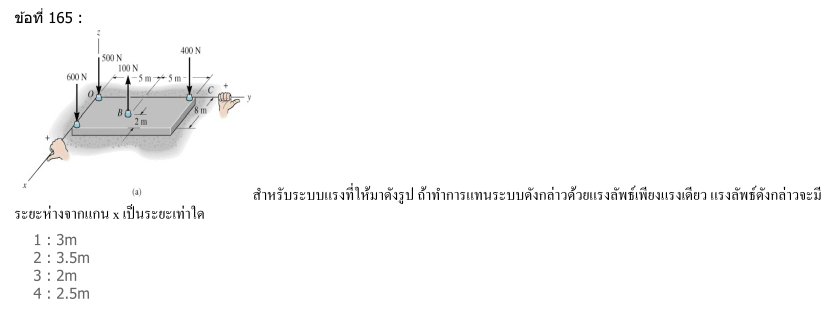 ข้อที่ 165 :
z
500 N
400 N
100 N
600 N
5 m
5 m
O
+
C
y
B
8 m
2 m
+
x
(a)
สำหรับระบบแรงที่ให้มาดังรูป ถ้าทำการแทนระบบดังกล่าวด้วยแรงลัพธ์เพียงแรงเดียว แรงลัพธ์ดังกล่าวจะมี
ระยะห่างจากแกน x เป็นระยะเท่าใด
1 : 3m
2 : 3.5m
3 : 2m
4 : 2.5m